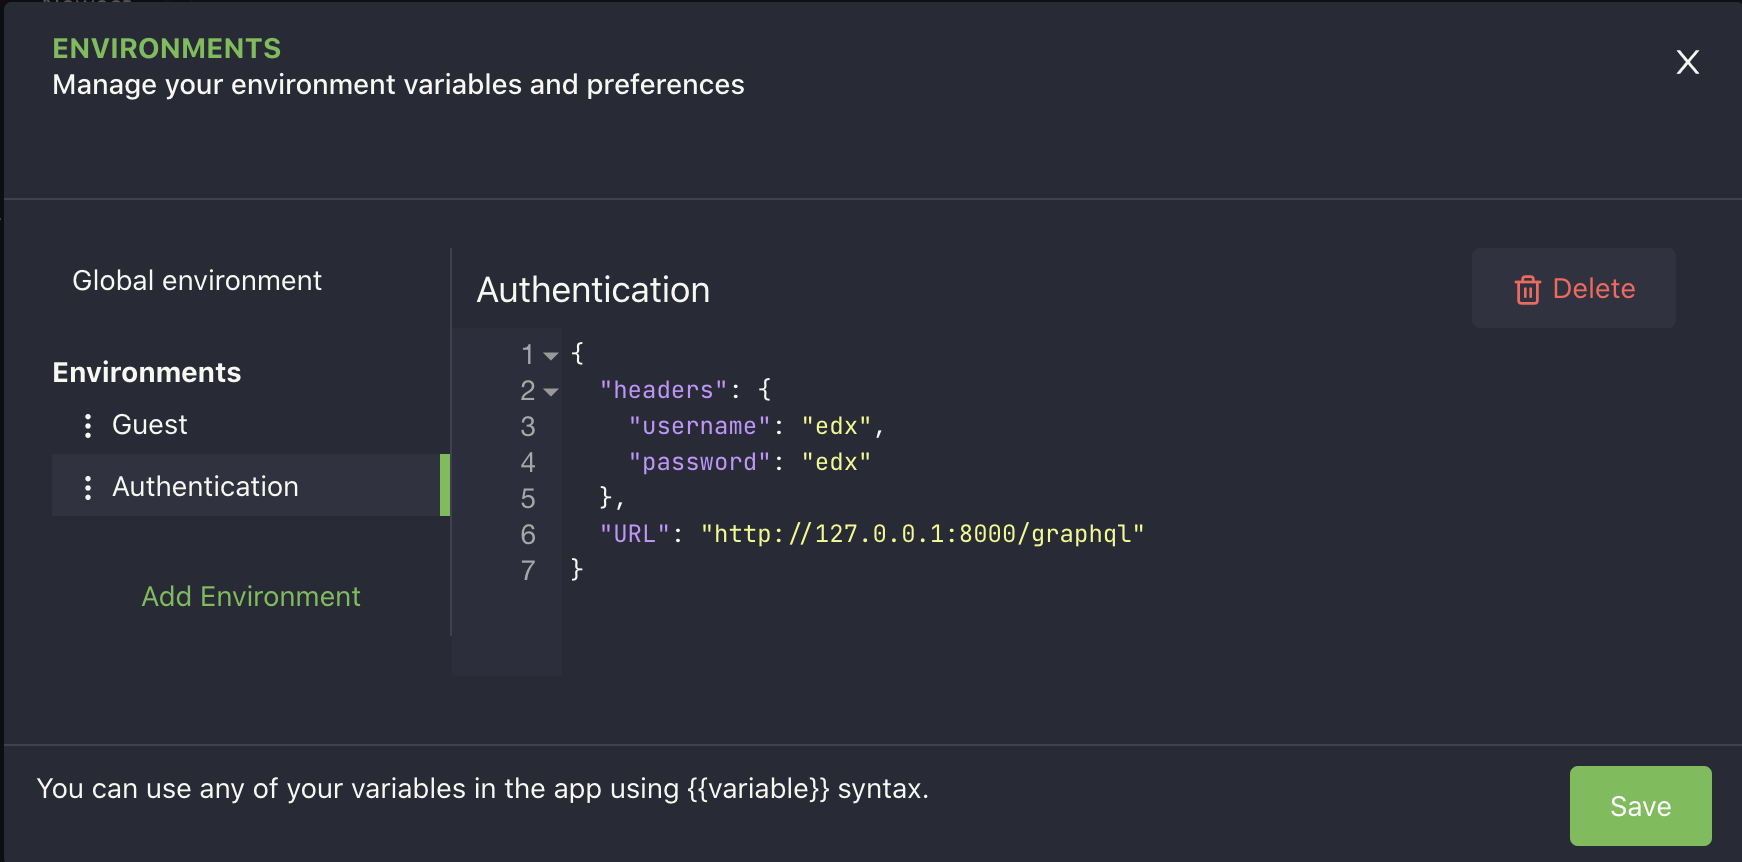 ENVIRONMENTS
Manage your environment variables and preferences
X
Global environment
Environments
Guest
Authentication
Add Environment
Authentication
Delete
1 {
2 "headers": {
3 "username": "edx",
4 "password": "edx"
5 },
6 "URL": "http://127.0.0.1:8000/graphql"
7 }
You can use any of your variables in the app using {{variable}} syntax.
Save